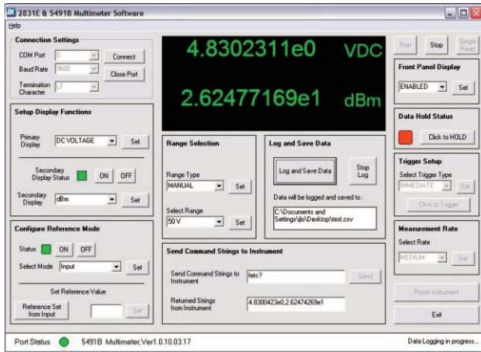 2831E & 5491B Multimeter Software
Help
Connection Settings
COM Port 5
Baud Rate 9600
Termination Character LF
Connect
Close Port
4.8302311e0 VDC
2.62477169e1 dBm
Run
Stop
Single Read
Front Panel Display
ENABLED
Set
Setup Display Functions
Primary Display
DC VOLTAGE
Set
Secondary Display Status
ON
OFF
Secondary Display
dBm
Set
Range Selection
Range Type
MANUAL
Set
Select Range
50 V
Set
Log and Save Data
Log and Save Data
Stop Log
Data will be logged and saved to :
C:\Documents and
Settings\jlo\Desktop\test.csv
Data Hold Status
Click to HOLD
Trigger Setup
Select Trigger Type
IMMEDIATE
Set
Click to Trigger
Configure Reference Mode
Status
ON
OFF
Select Mode
Input
Set
Set Reference Value
Reference Set from Input
Set
Send Command Strings to Instrument
Send Command Strings to Instrument
fetc?
Send
Returned Strings from Instrument
4.8300423e0,2.62474269e1
Measurement Rate
Select Rate
MEDIUM
Set
Reset Instrument
Exit
Port Status
5491B Multimeter,Ver1.0.10.03.17
Data Logging in progress...